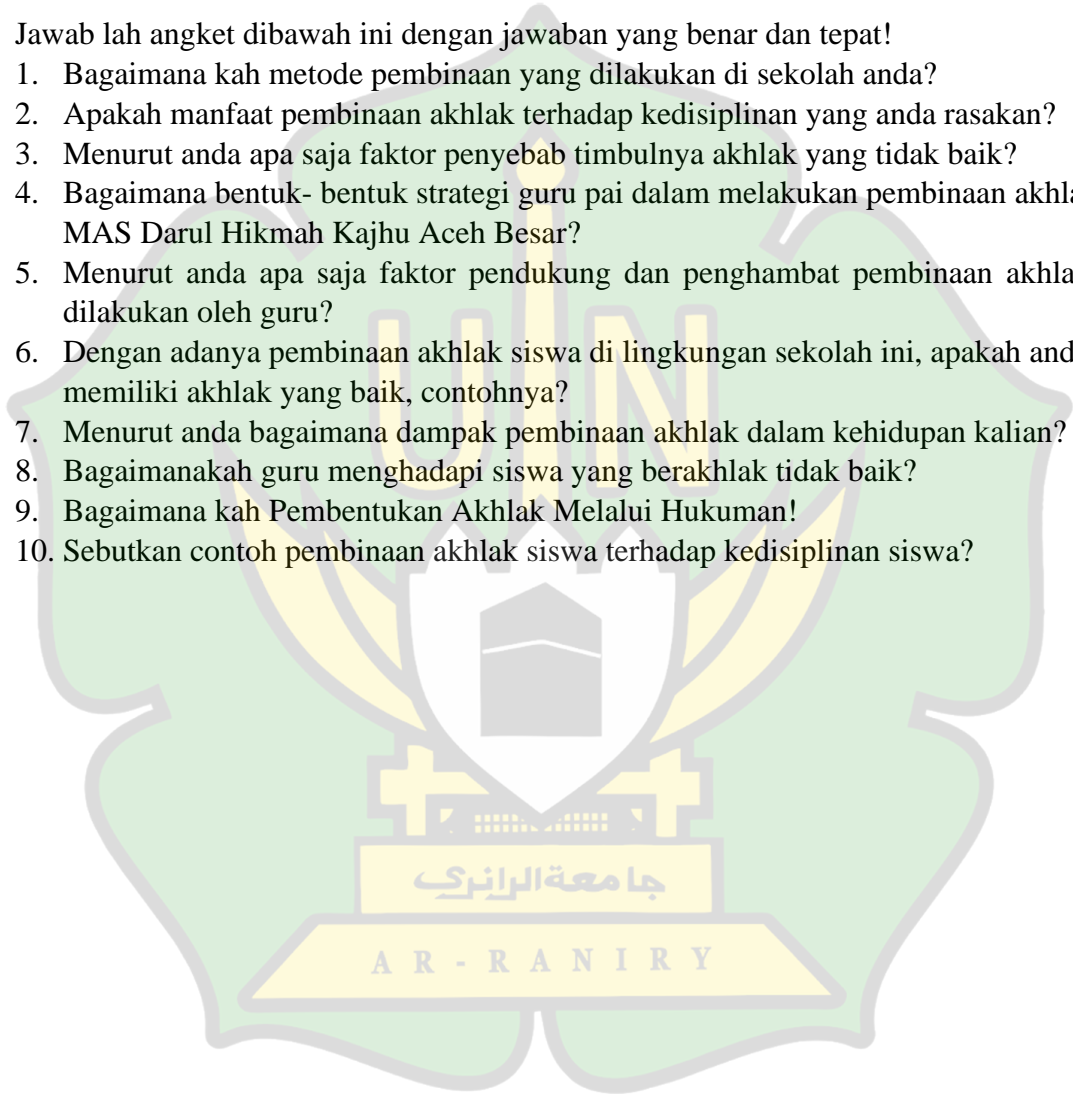 Jawab lah angket dibawah ini dengan jawaban yang benar dan tepat!
1. Bagaimana kah metode pembinaan yang dilakukan di sekolah anda?
2. Apakah manfaat pembinaan akhlak terhadap kedisiplinan yang anda rasakan?
3. Menurut anda apa saja faktor penyebab timbulnya akhlak yang tidak baik?
4. Bagaimana bentuk- bentuk strategi guru pai dalam melakukan pembinaan akhla
MAS Darul Hikmah Kajhu Aceh Besar?
5. Menurut anda apa saja faktor pendukung dan penghambat pembinaan akhla
dilakukan oleh guru?
6. Dengan adanya pembinaan akhlak siswa di lingkungan sekolah ini, apakah and
memiliki akhlak yang baik, contohnya?
7. Menurut anda bagaimana dampak pembinaan akhlak dalam kehidupan kalian?
8. Bagaimanakah guru menghadapi siswa yang berakhlak tidak baik?
9. Bagaimana kah Pembentukan Akhlak Melalui Hukuman!
10. Sebutkan contoh pembinaan akhlak siswa terhadap kedisiplinan siswa?
UIN
جامعةالرانري
AR-RANIRY